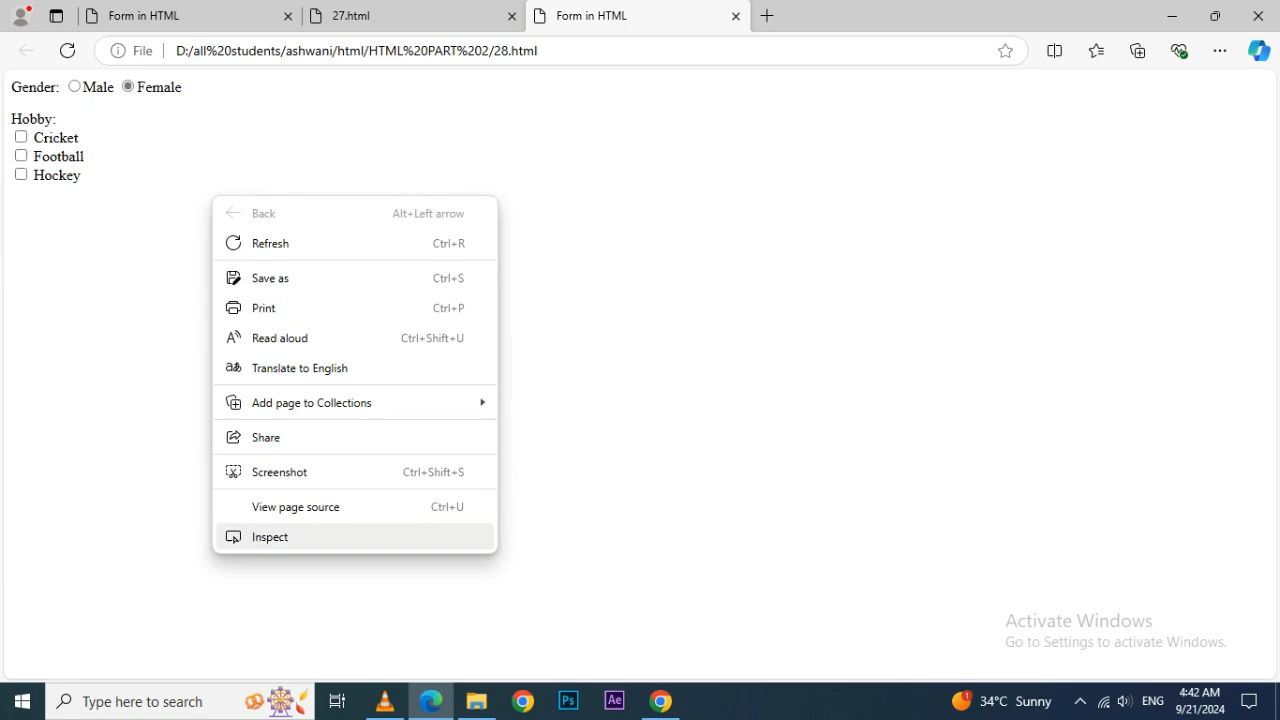 Form in HTML
27.html
Form in HTML
File
D:/all%20students/ashwani/html/HTML%20PART%202/28.html
Gender: Male Female
Hobby:
Cricket
Football
Hockey
Back Alt+Left arrow
Refresh Ctrl+R
Save as Ctrl+S
Print Ctrl+P
Read aloud Ctrl+Shift+U
Translate to English
Add page to Collections
Share
Screenshot Ctrl+Shift+S
View page source Ctrl+U
Inspect
Activate Windows
Go to Settings to activate Windows.
Type here to search
Ps
Ae
1
34°C Sunny
ENG
4:42 AM
9/21/2024